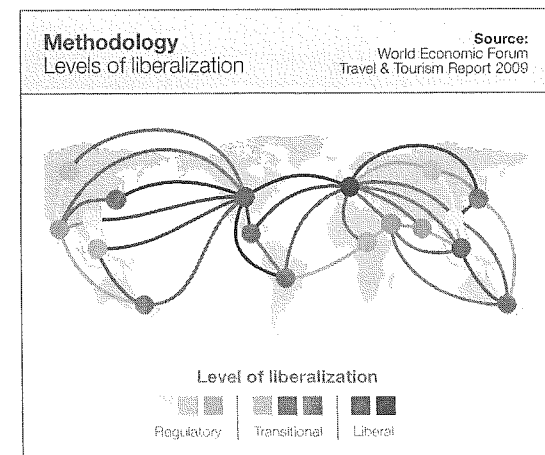 Methodology
Levels of liberalization
Source:
World Economic Forum
Travel & Tourism Report 2009
Level of liberalization
Regulatory
Transitional
Liberal